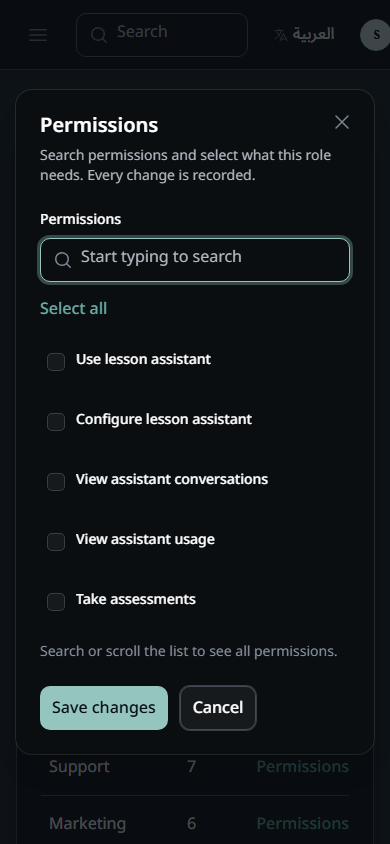 Search
العربية
S
Permissions
Search permissions and select what this role
needs. Every change is recorded.
Permissions
Start typing to search
Select all
Use lesson assistant
Configure lesson assistant
View assistant conversations
View assistant usage
Take assessments
Search or scroll the list to see all permissions.
Save changes
Cancel
Support 7 Permissions
Marketing 6 Permissions